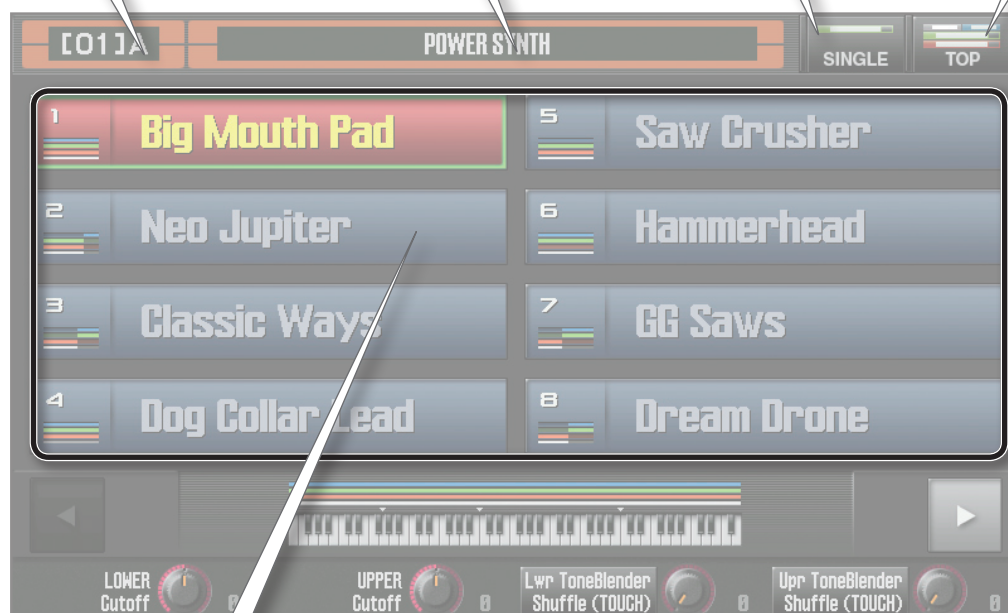 [01]A
POWER SYNTH
SINGLE
TOP
1 Big Mouth Pad
5 Saw Crusher
2 Neo Jupiter
6 Hammerhead
3 Classic Ways
7 GG Saws
4 Dog Collar Lead
8 Dream Drone
LOWER
Cutoff 0
UPPER
Cutoff 0
Lwr ToneBlender
Shuffle (TOUCH) 0
Upr ToneBlender
Shuffle (TOUCH) 0